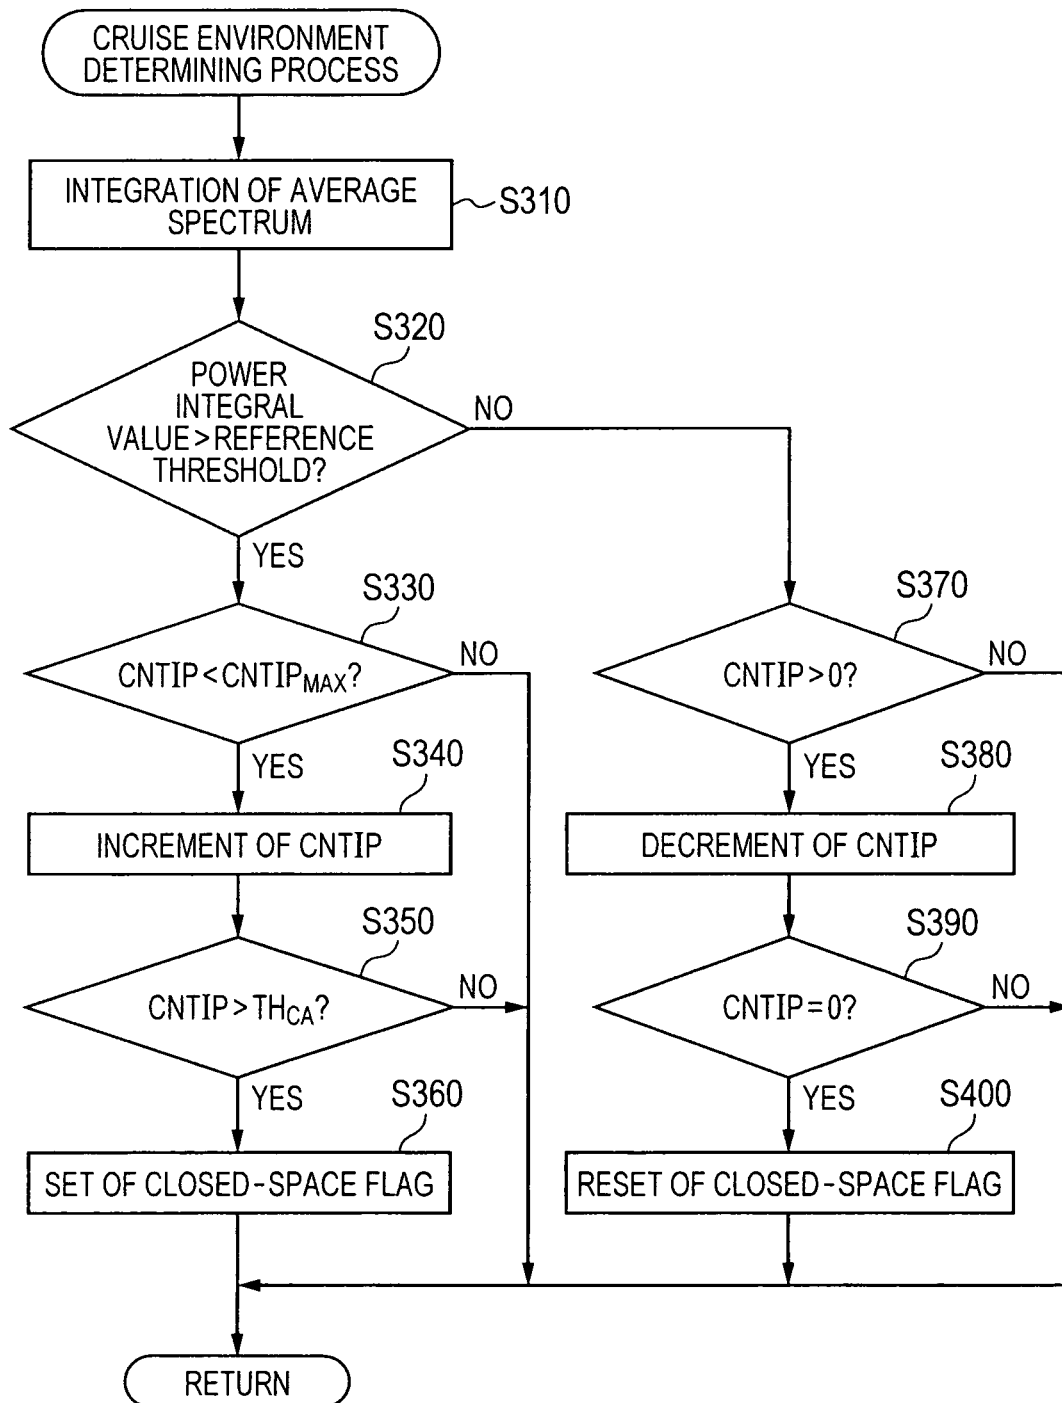 CRUISE ENVIRONMENT
DETERMINING PROCESS
INTEGRATION OF AVERAGE
SPECTRUM
S310
S320
POWER
INTEGRAL
VALUE>REFERENCE
THRESHOLD?
NO
YES
S330
CNTIP<CNTIPMAX?
NO
YES
S340
INCREMENT OF CNTIP
S350
CNTIP>THCA?
NO
YES
S360
SET OF CLOSED-SPACE FLAG
S370
CNTIP>0?
NO
YES
S380
DECREMENT OF CNTIP
S390
CNTIP=0?
NO
YES
S400
RESET OF CLOSED-SPACE FLAG
RETURN